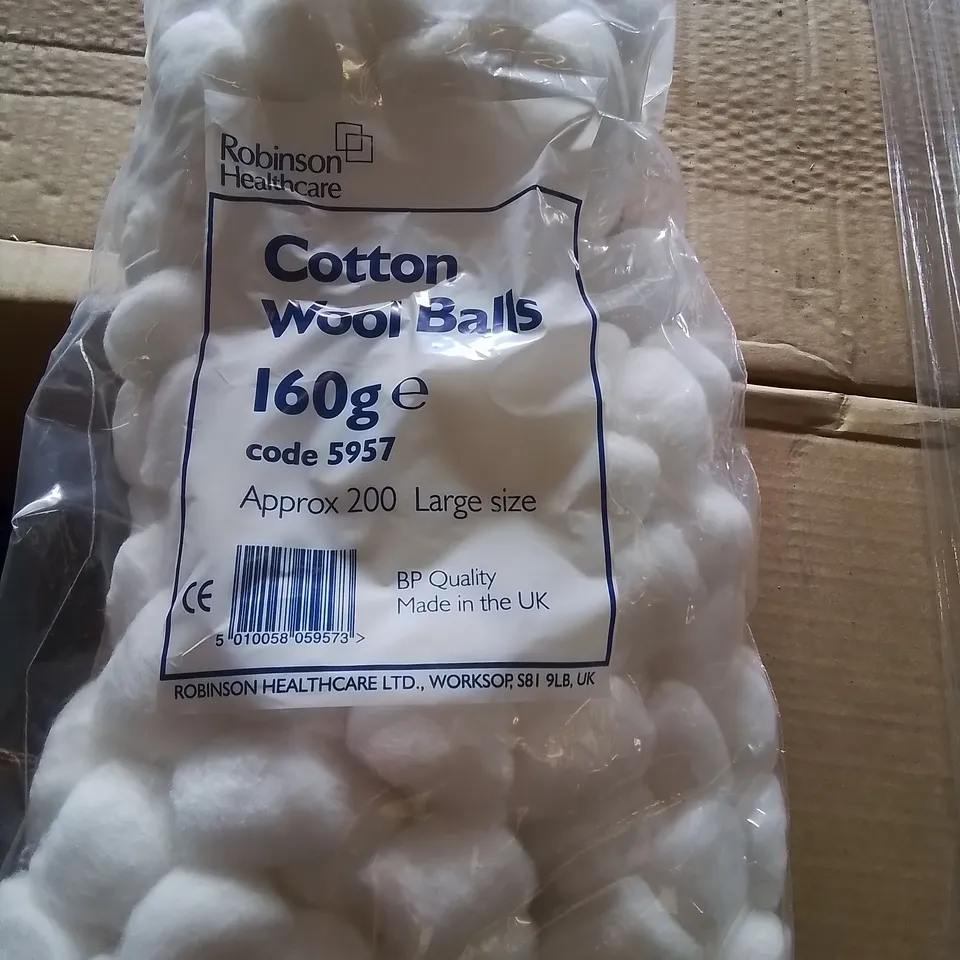 Robinson
Healthcare
Cotton
Wool Balls
160g e
code 5957
Approx 200 Large size
CE
BP Quality
Made in the UK
5 010058 059573 >
ROBINSON HEALTHCARE LTD., WORKSOP, S81 9LB, UK